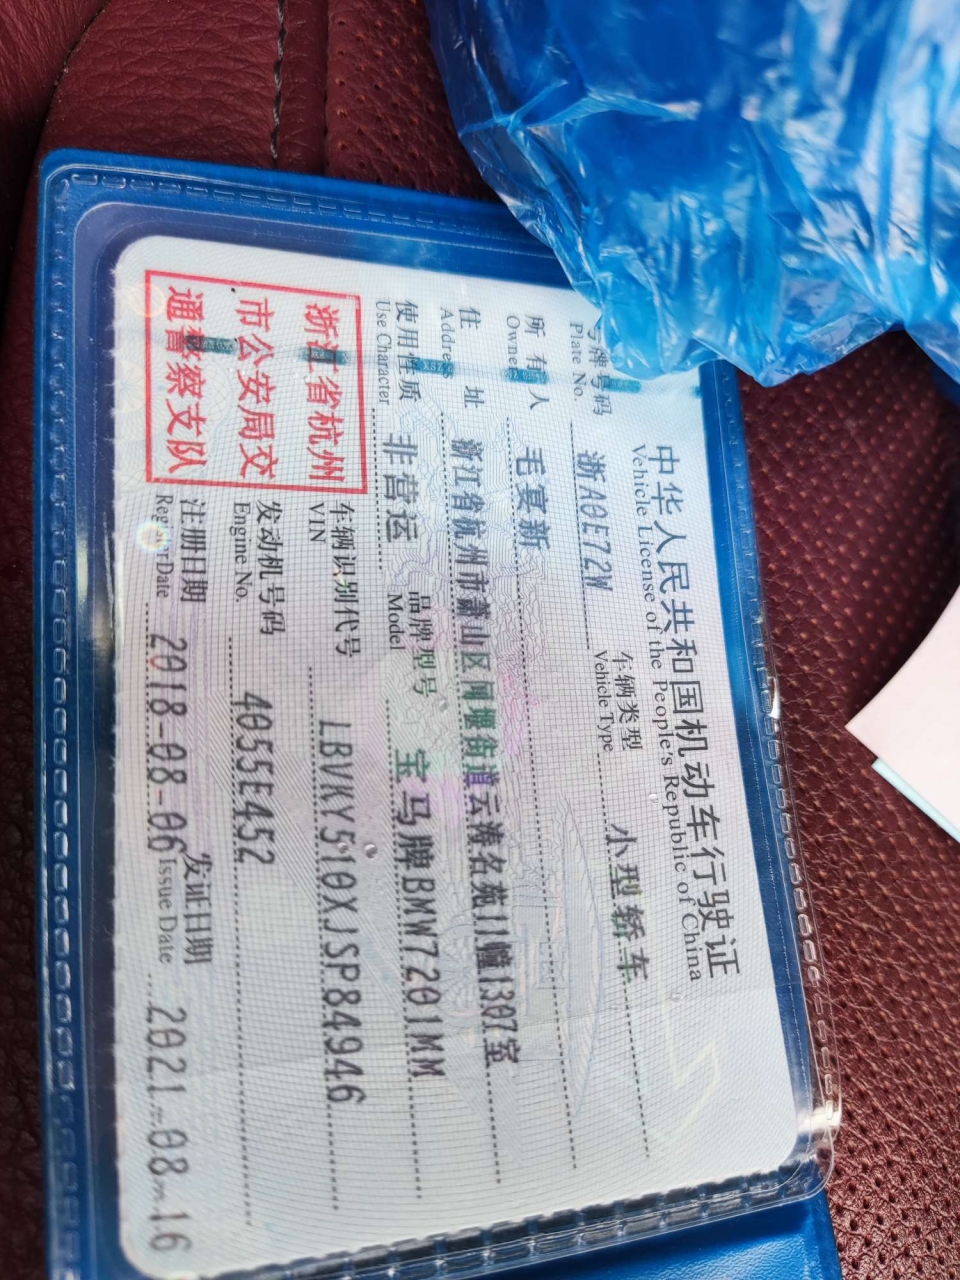 中华人民共和国机动车行驶证
Vehicle License of the People's Republic of China
号牌号码 浙A0E72W 车辆类型 小型轿车
Plate No. Vehicle Type
所有人 毛宴新
Owner
住址 浙江省杭州市萧山区闻堰街道云涛名苑11幢1307室
Address
使用性质 非营运 品牌型号 宝马牌BMW7201MM
Use Character Model
浙江省杭州
市公安局交
通警察支队
车辆识别代号 LBVKY510XJSP84946
VIN
发动机号码 4055E452
Engine No.
注册日期 2018-08-06 发证日期 2021-08-16
Register Date Issue Date